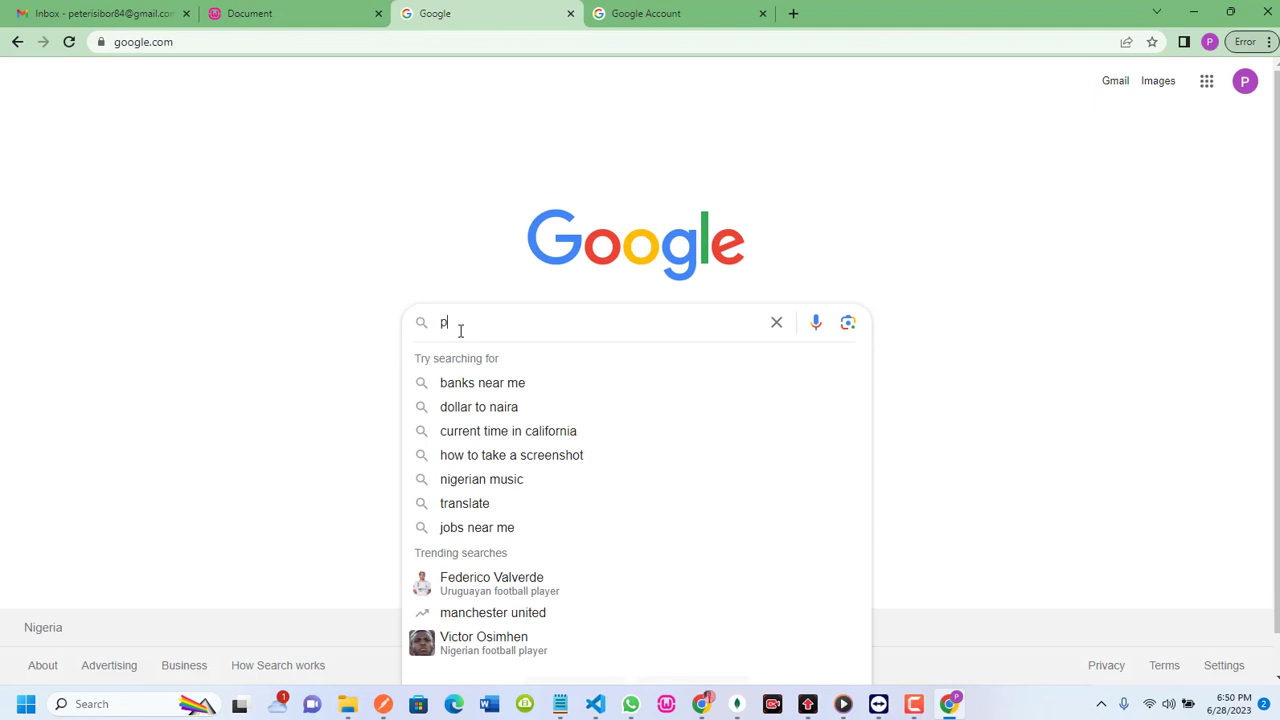 Inbox - peterisibor84@gmail.com
Document
Google
Google Account
google.com
P
Error
Gmail
Images
P
Google
p
Try searching for
banks near me
dollar to naira
current time in california
how to take a screenshot
nigerian music
translate
jobs near me
Trending searches
Federico Valverde
Uruguayan football player
manchester united
Victor Osimhen
Nigerian football player
Nigeria
About
Advertising
Business
How Search works
Privacy
Terms
Settings
Search
1
6:50 PM
6/28/2023
2